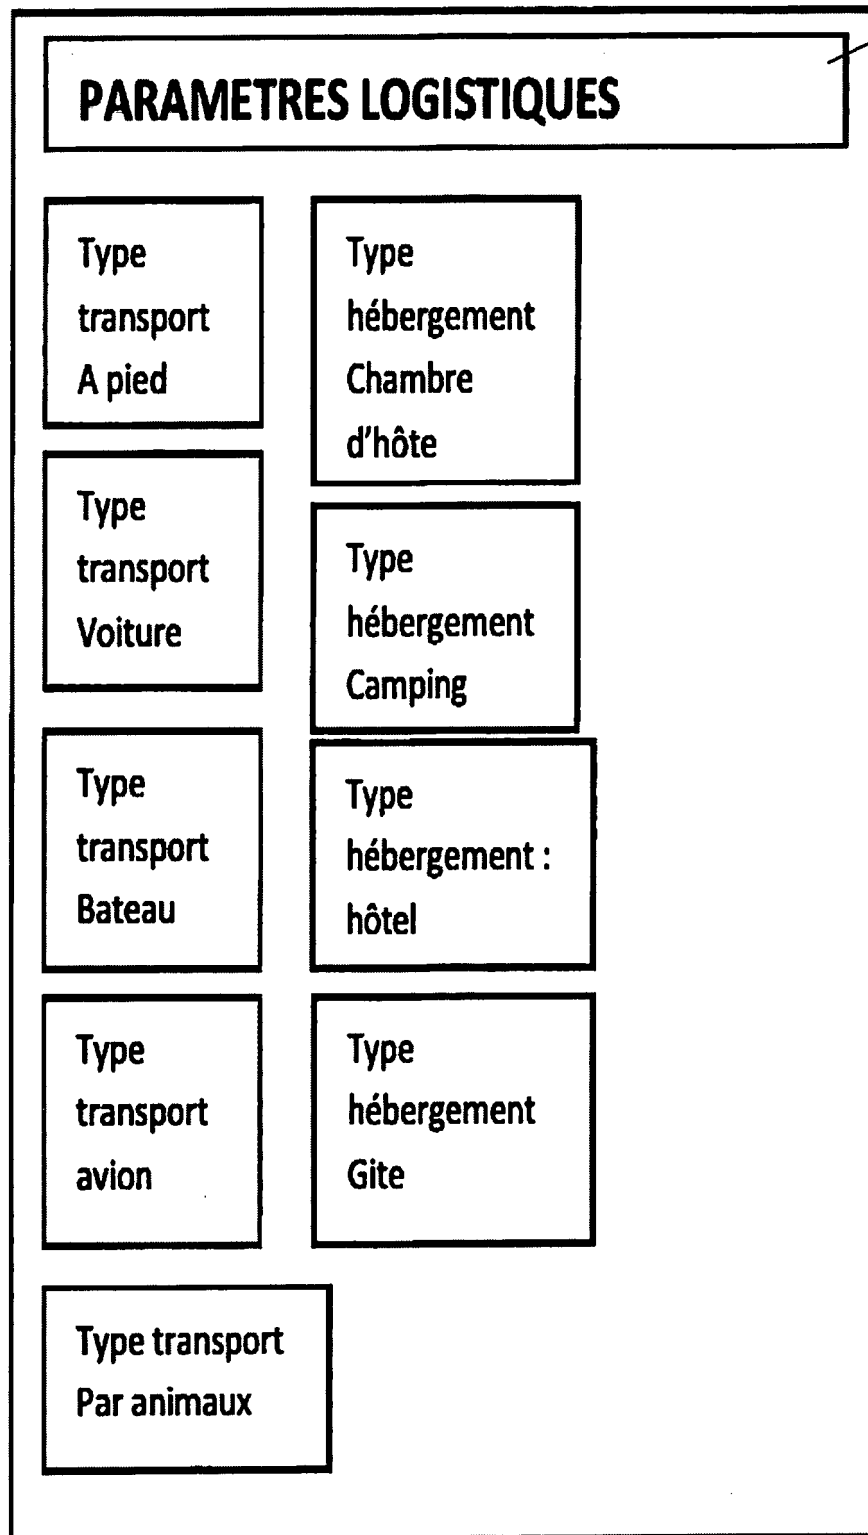 PARAMETRES LOGISTIQUES
Type
transport
A pied
Type
transport
Voiture
Type
transport
Bateau
Type
transport
avion
Type transport
Par animaux
Type
hébergement
Chambre
d'hôte
Type
hébergement
Camping
Type
hébergement :
hôtel
Type
hébergement
Gite